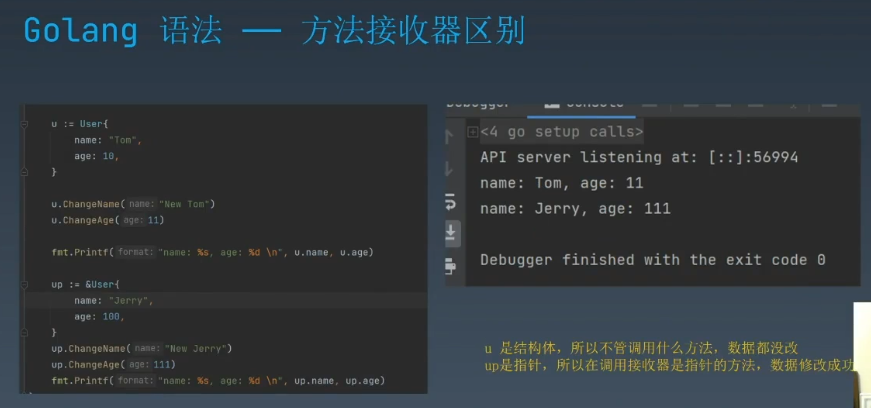 Golang 语法 —— 方法接收器区别
u := User{
name: "Tom",
age: 10,
}
u.ChangeName( name: "New Tom")
u.ChangeAge( age: 11)
fmt.Printf( format: "name: %s, age: %d \n", u.name, u.age)
up := &User{
name: "Jerry",
age: 100,
}
up.ChangeName( name: "New Jerry")
up.ChangeAge( age: 111)
fmt.Printf( format: "name: %s, age: %d \n", up.name, up.age)
Debugger Console
<4 go setup calls>
API server listening at: [::]:56994
name: Tom, age: 11
name: Jerry, age: 111
Debugger finished with the exit code 0
u 是结构体，所以不管调用什么方法，数据都没改
up是指针，所以在调用接收器是指针的方法，数据修改成功